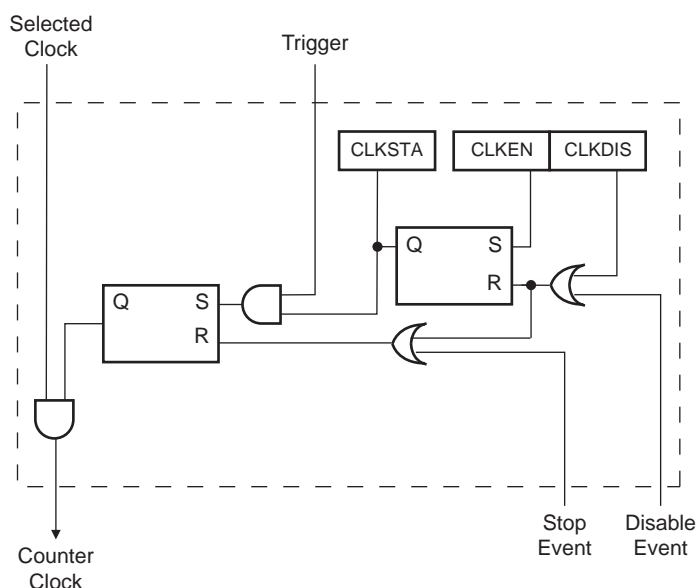 Selected
Clock
Trigger
CLKSTA
CLKEN
CLKDIS
Q
S
R
Q
S
R
Stop
Event
Disable
Event
Counter
Clock